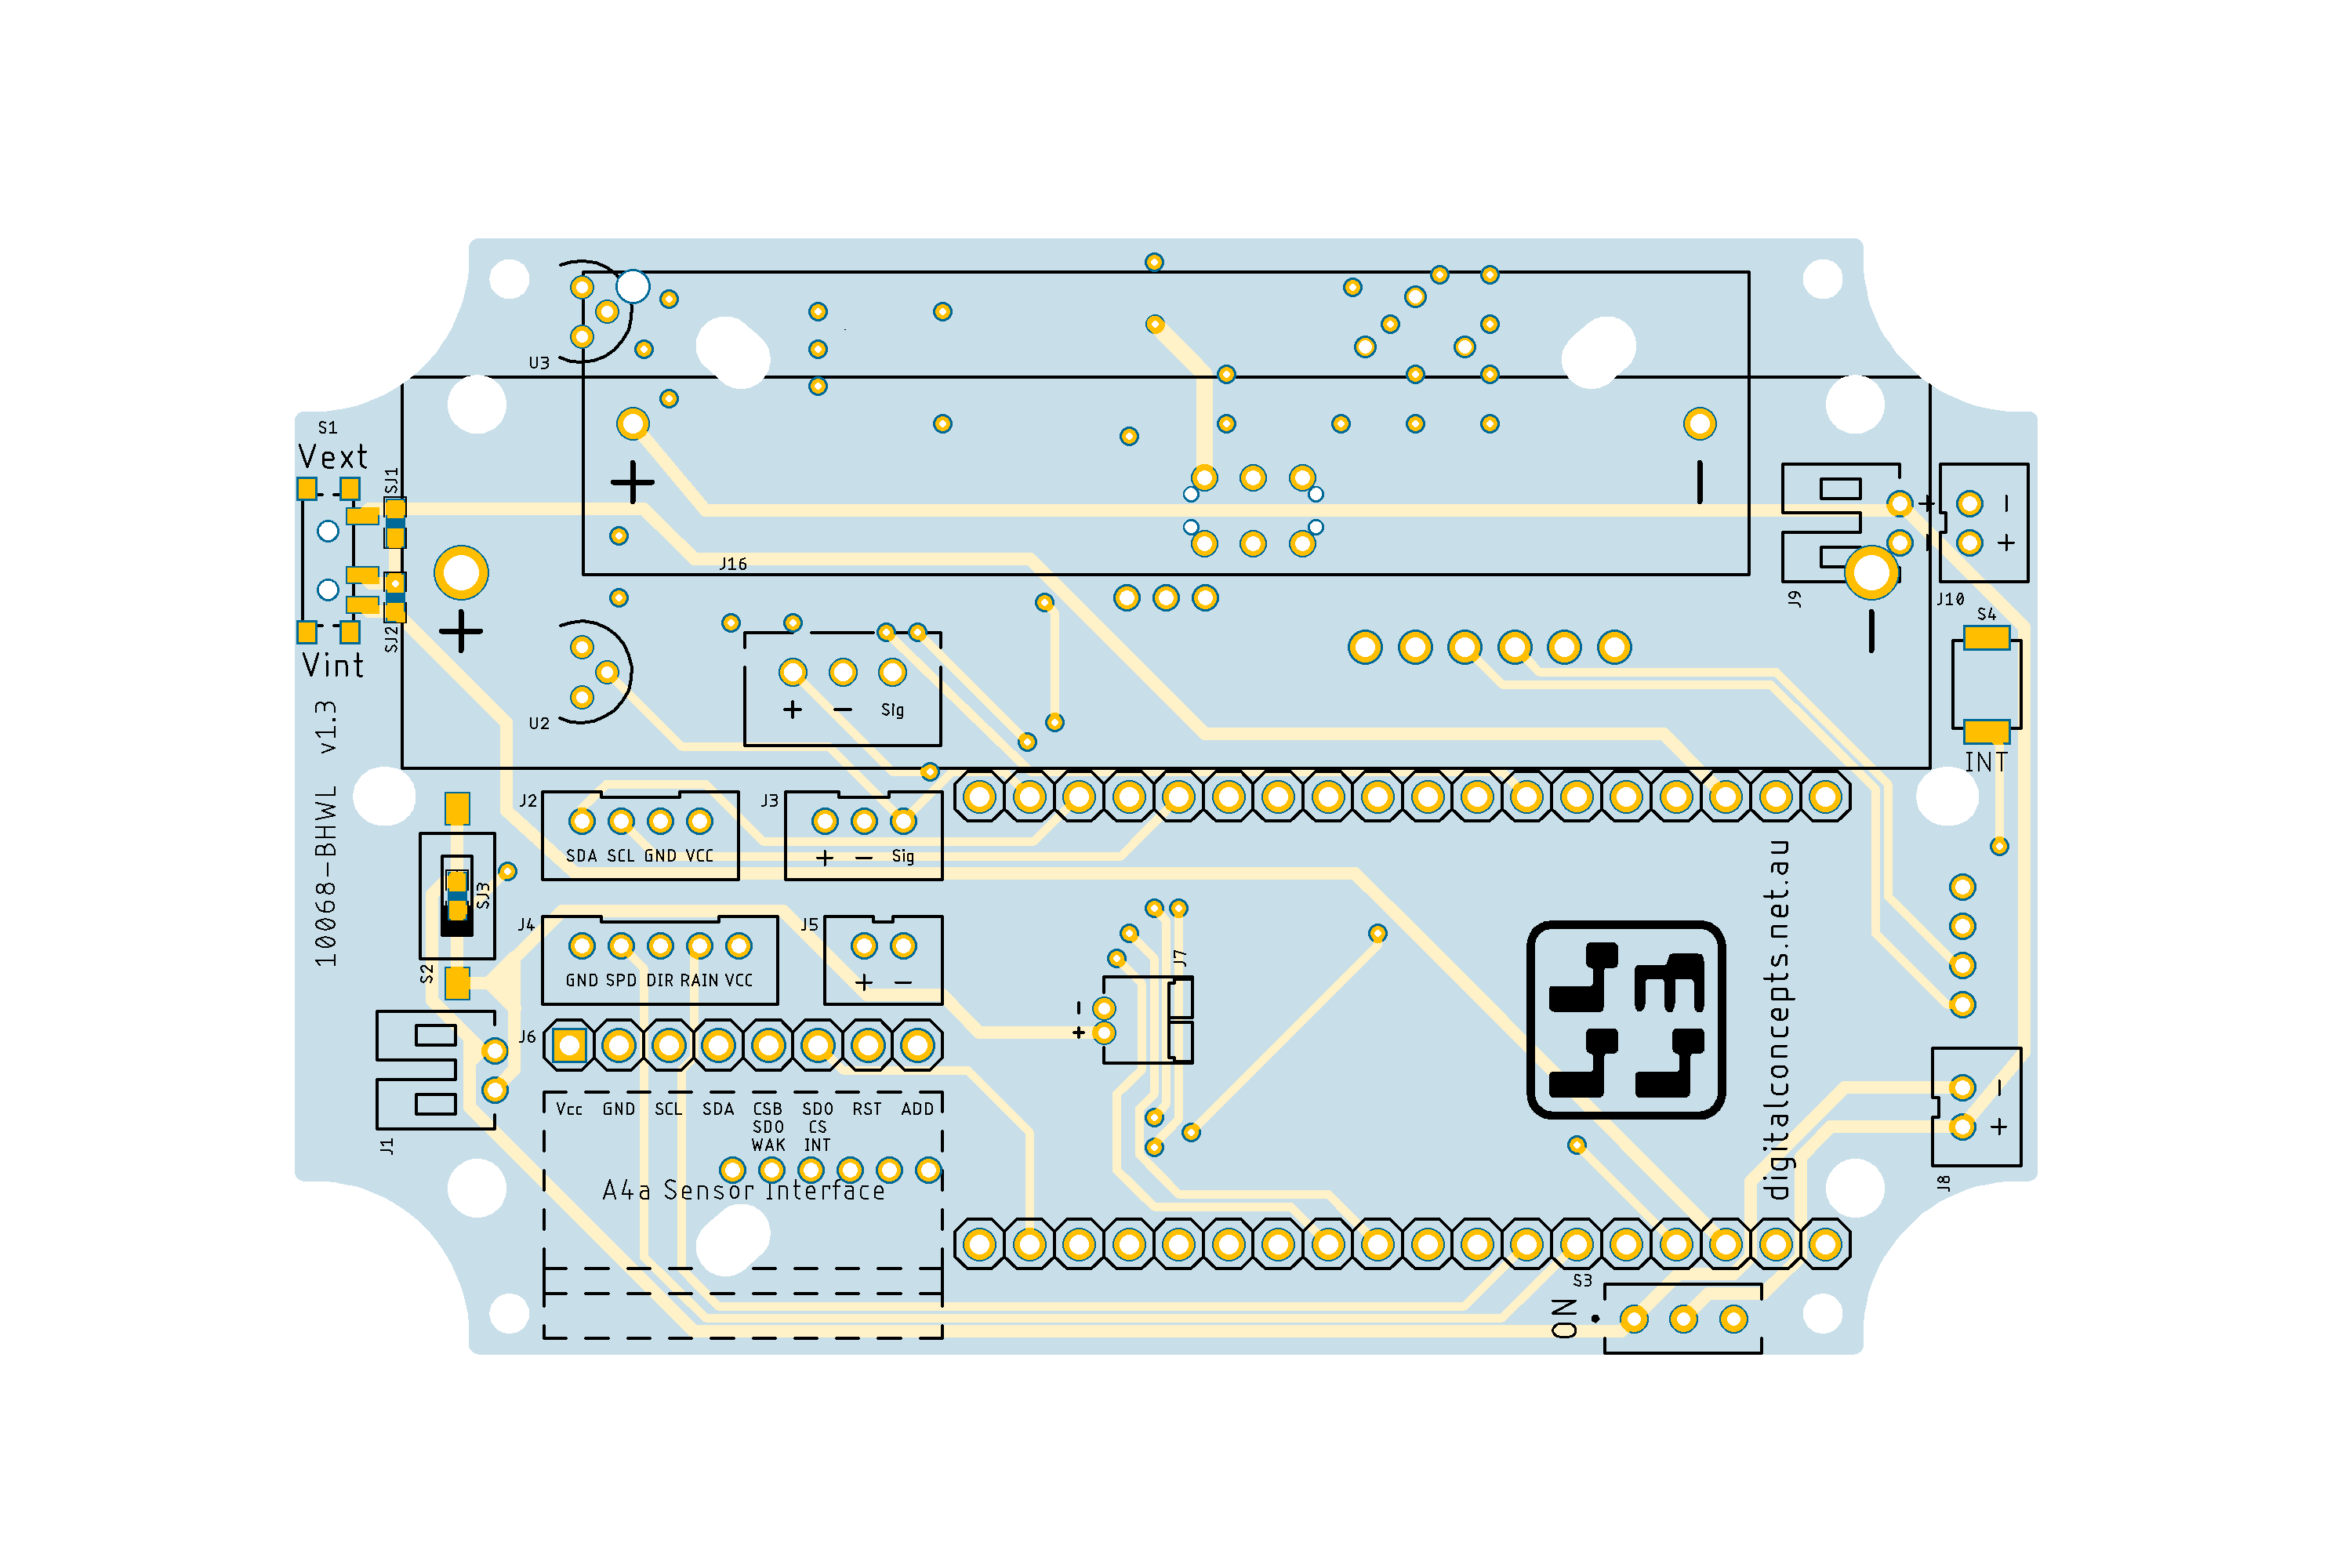 U3
S1
Vext
SJ1
+
-
J16
+
-
+
-
J9
J10
S4
SJ2
Vint
+
-
U2
+ - Sig
INT
10068-BHWL v1.3
J2
SDA SCL GND VCC
J3
+ - Sig
SJ3
S2
J4
GND SPD DIR RAIN VCC
J5
+ -
J7
-
+
digitalconcepts.net.au
J6
J1
Vcc GND SCL SDA CSB SDO RST ADD
SDO CS
WAK INT
A4a Sensor Interface
-
+
J8
S3
ON